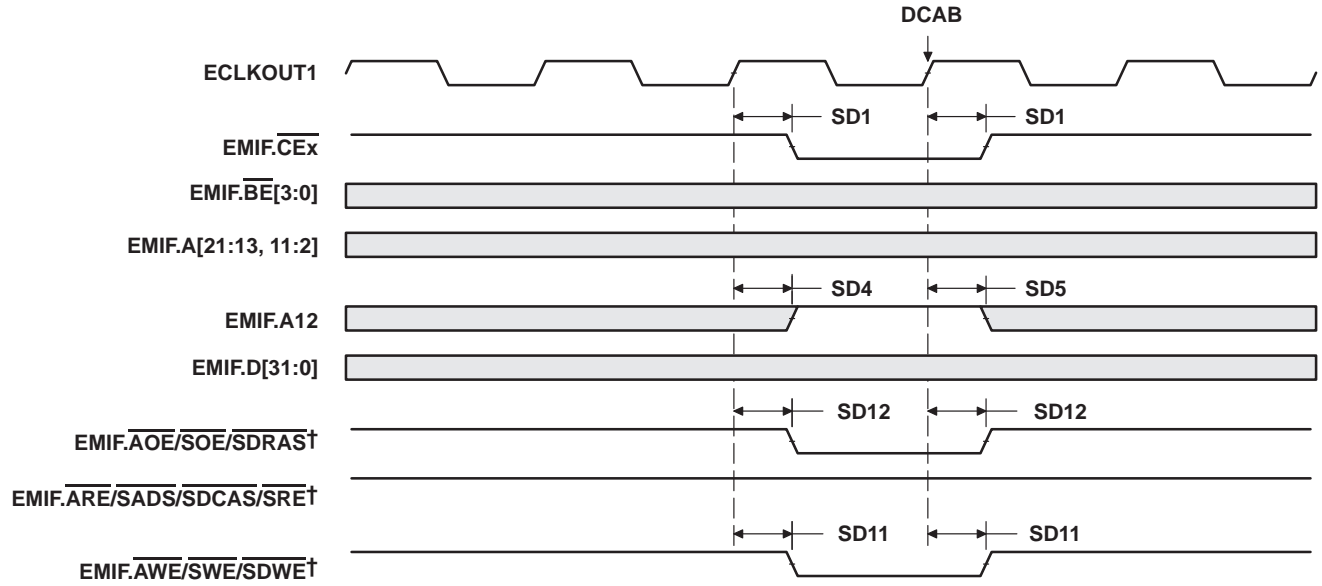 DCAB
ECLKOUT1
SD1 SD1
EMIF.CEx
EMIF.BE[3:0]
EMIF.A[21:13, 11:2]
SD4 SD5
EMIF.A12
EMIF.D[31:0]
SD12 SD12
EMIF.AOE/SOE/SDRAS†
EMIF.ARE/SADS/SDCAS/SRE†
SD11 SD11
EMIF.AWE/SWE/SDWE†